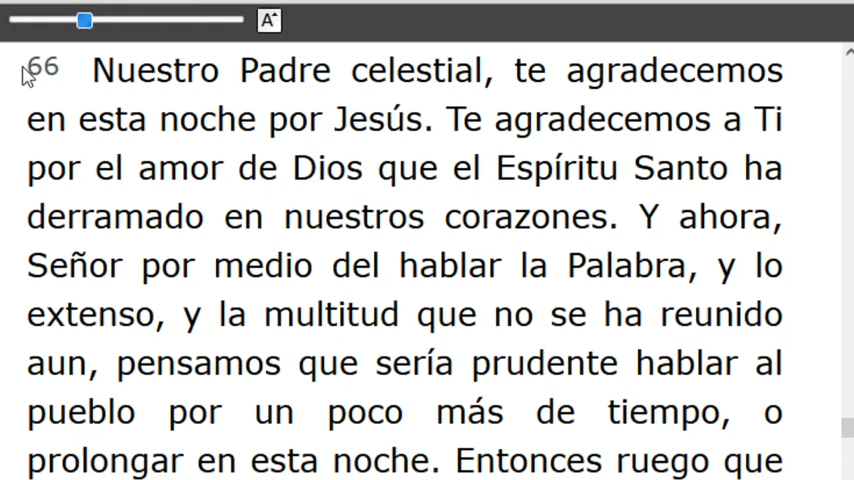 A
66 Nuestro Padre celestial, te agradecemos
en esta noche por Jesús. Te agradecemos a Ti
por el amor de Dios que el Espíritu Santo ha
derramado en nuestros corazones. Y ahora,
Señor por medio del hablar la Palabra, y lo
extenso, y la multitud que no se ha reunido
aun, pensamos que sería prudente hablar al
pueblo por un poco más de tiempo, o
prolongar en esta noche. Entonces ruego que